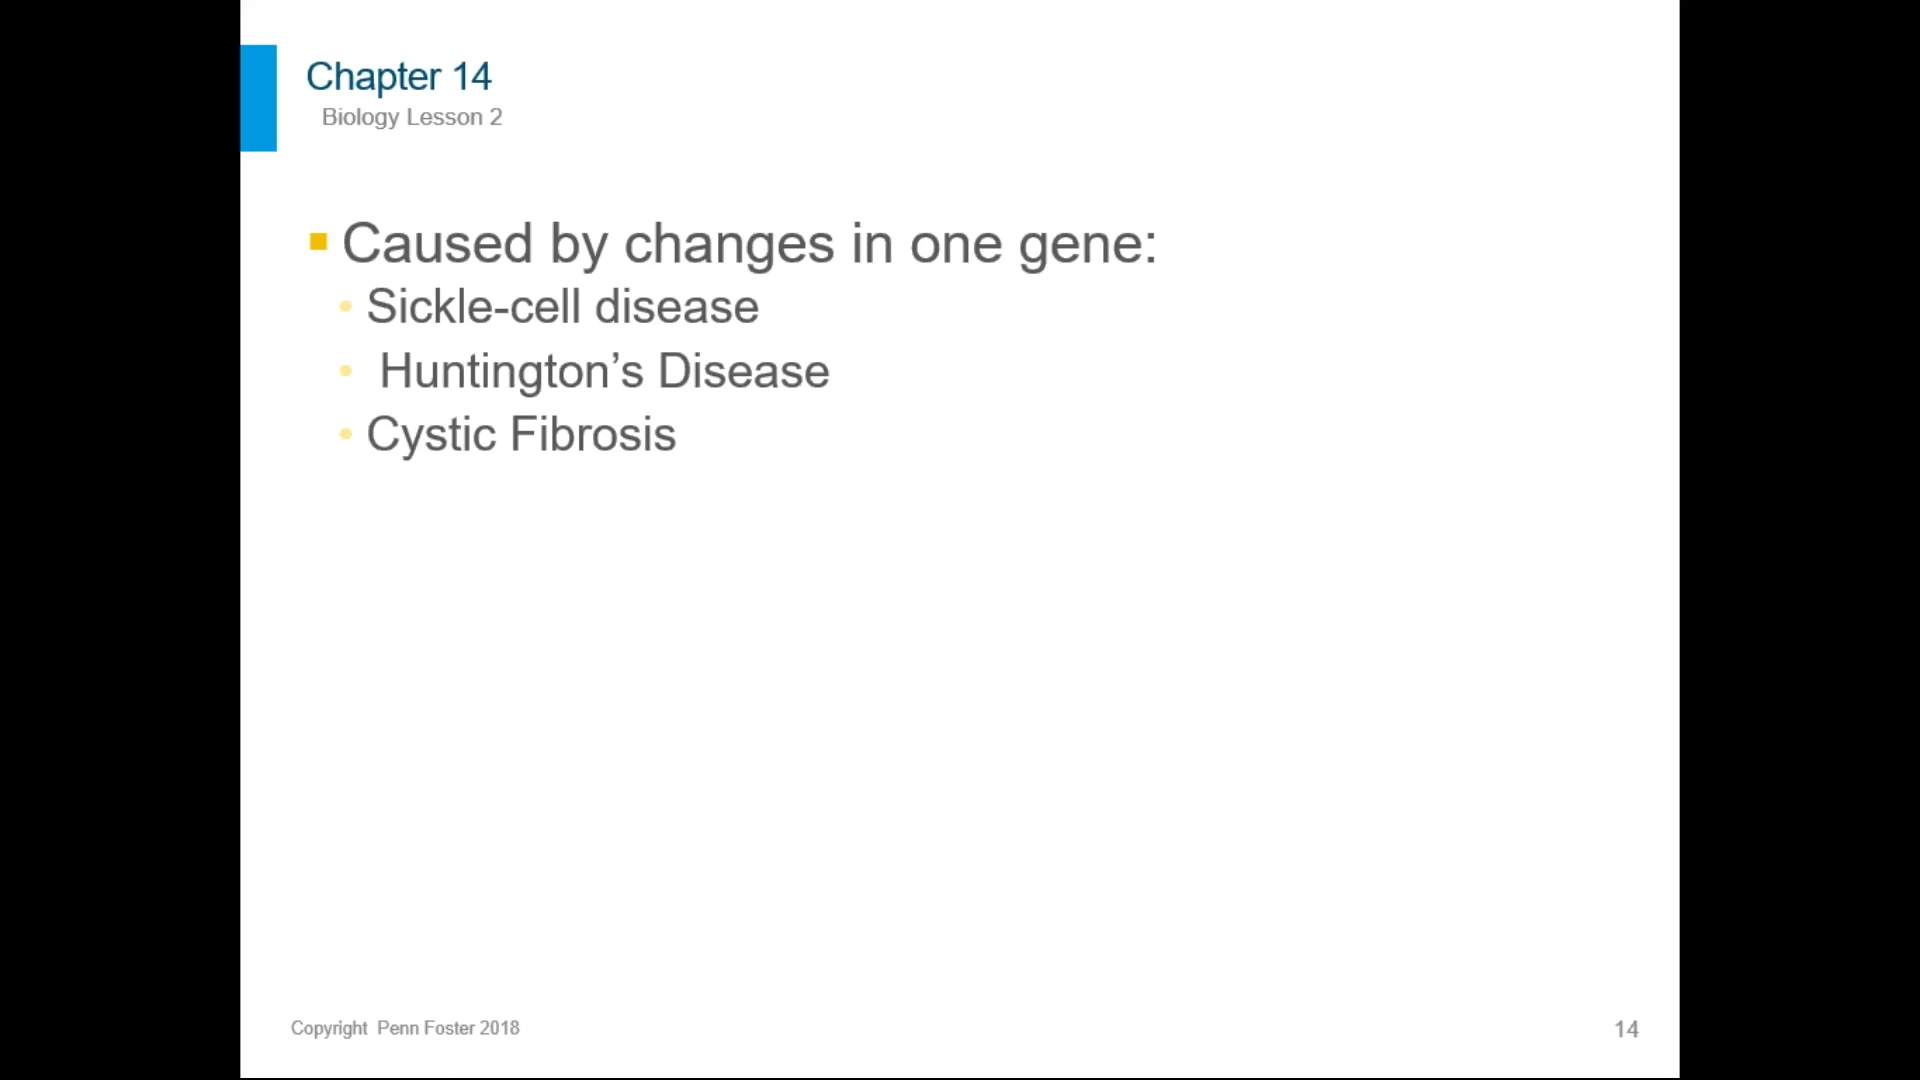 Chapter 14
Biology Lesson 2
Caused by changes in one gene:
Sickle-cell disease
Huntington’s Disease
Cystic Fibrosis
Copyright Penn Foster 2018
14